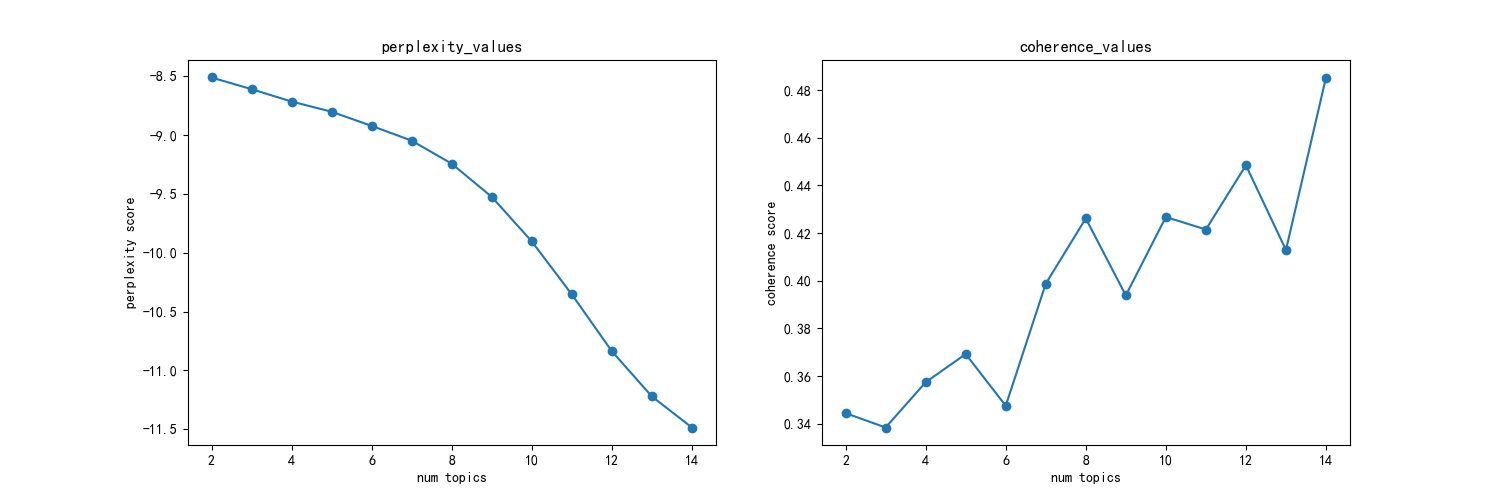 perplexity_values
-8.5
-9.0
-9.5
-10.0
-10.5
-11.0
-11.5
perplexity score
2 4 6 8 10 12 14
num topics
coherence_values
0.48
0.46
0.44
0.42
0.40
0.38
0.36
0.34
coherence score
2 4 6 8 10 12 14
num topics